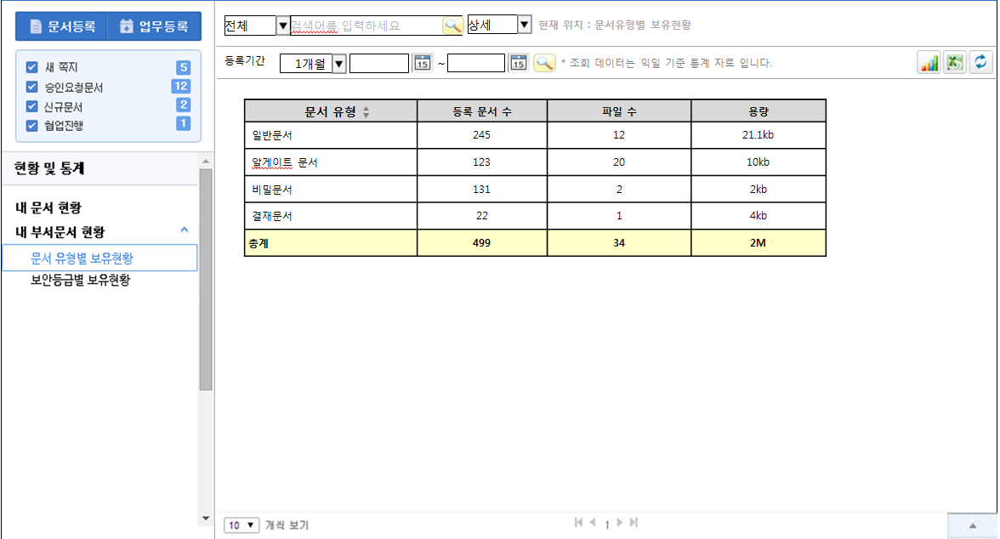 문서등록 업무등록
새 쪽지 5
승인요청문서 12
신규문서 2
협업진행 1
현황 및 통계
내 문서 현황
내 부서문서 현황
문서 유형별 보유현황
보안등급별 보유현황
전체 검색어를 입력하세요 상세 현재 위치 : 문서유형별 보유현황
등록기간 1개월 15 ~ 15 * 조회 데이터는 익일 기준 통계 자료 입니다.
문서 유형 등록 문서 수 파일 수 용량
일반문서 245 12 21.1kb
알게이트 문서 123 20 10kb
비밀문서 131 2 2kb
결재문서 22 1 4kb
총계 499 34 2M
10 개씩 보기 1